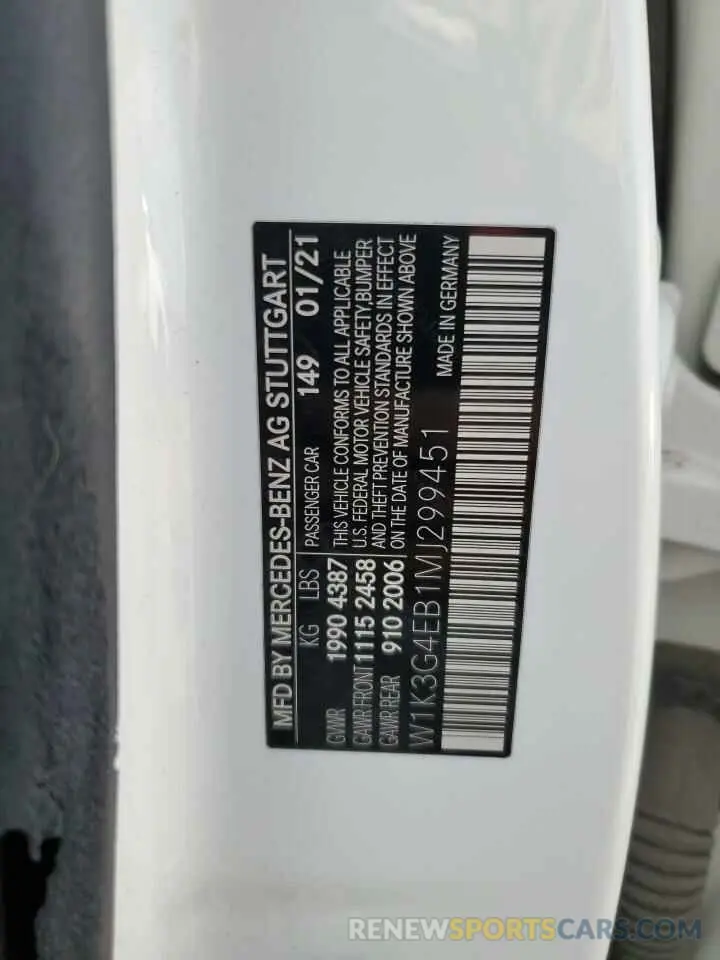 MFD BY MERCEDES-BENZ AG STUTTGART
KG LBS PASSENGER CAR 149 01/21
GVWR 1990 4387 THIS VEHICLE CONFORMS TO ALL APPLICABLE
GAWR FRONT 1115 2458 U.S. FEDERAL MOTOR VEHICLE SAFETY,BUMPER
GAWR REAR 910 2006 AND THEFT PREVENTION STANDARDS IN EFFECT
ON THE DATE OF MANUFACTURE SHOWN ABOVE
W1K3G4EB1MJ299451 MADE IN GERMANY
RENEWSPORTSCAR.COM